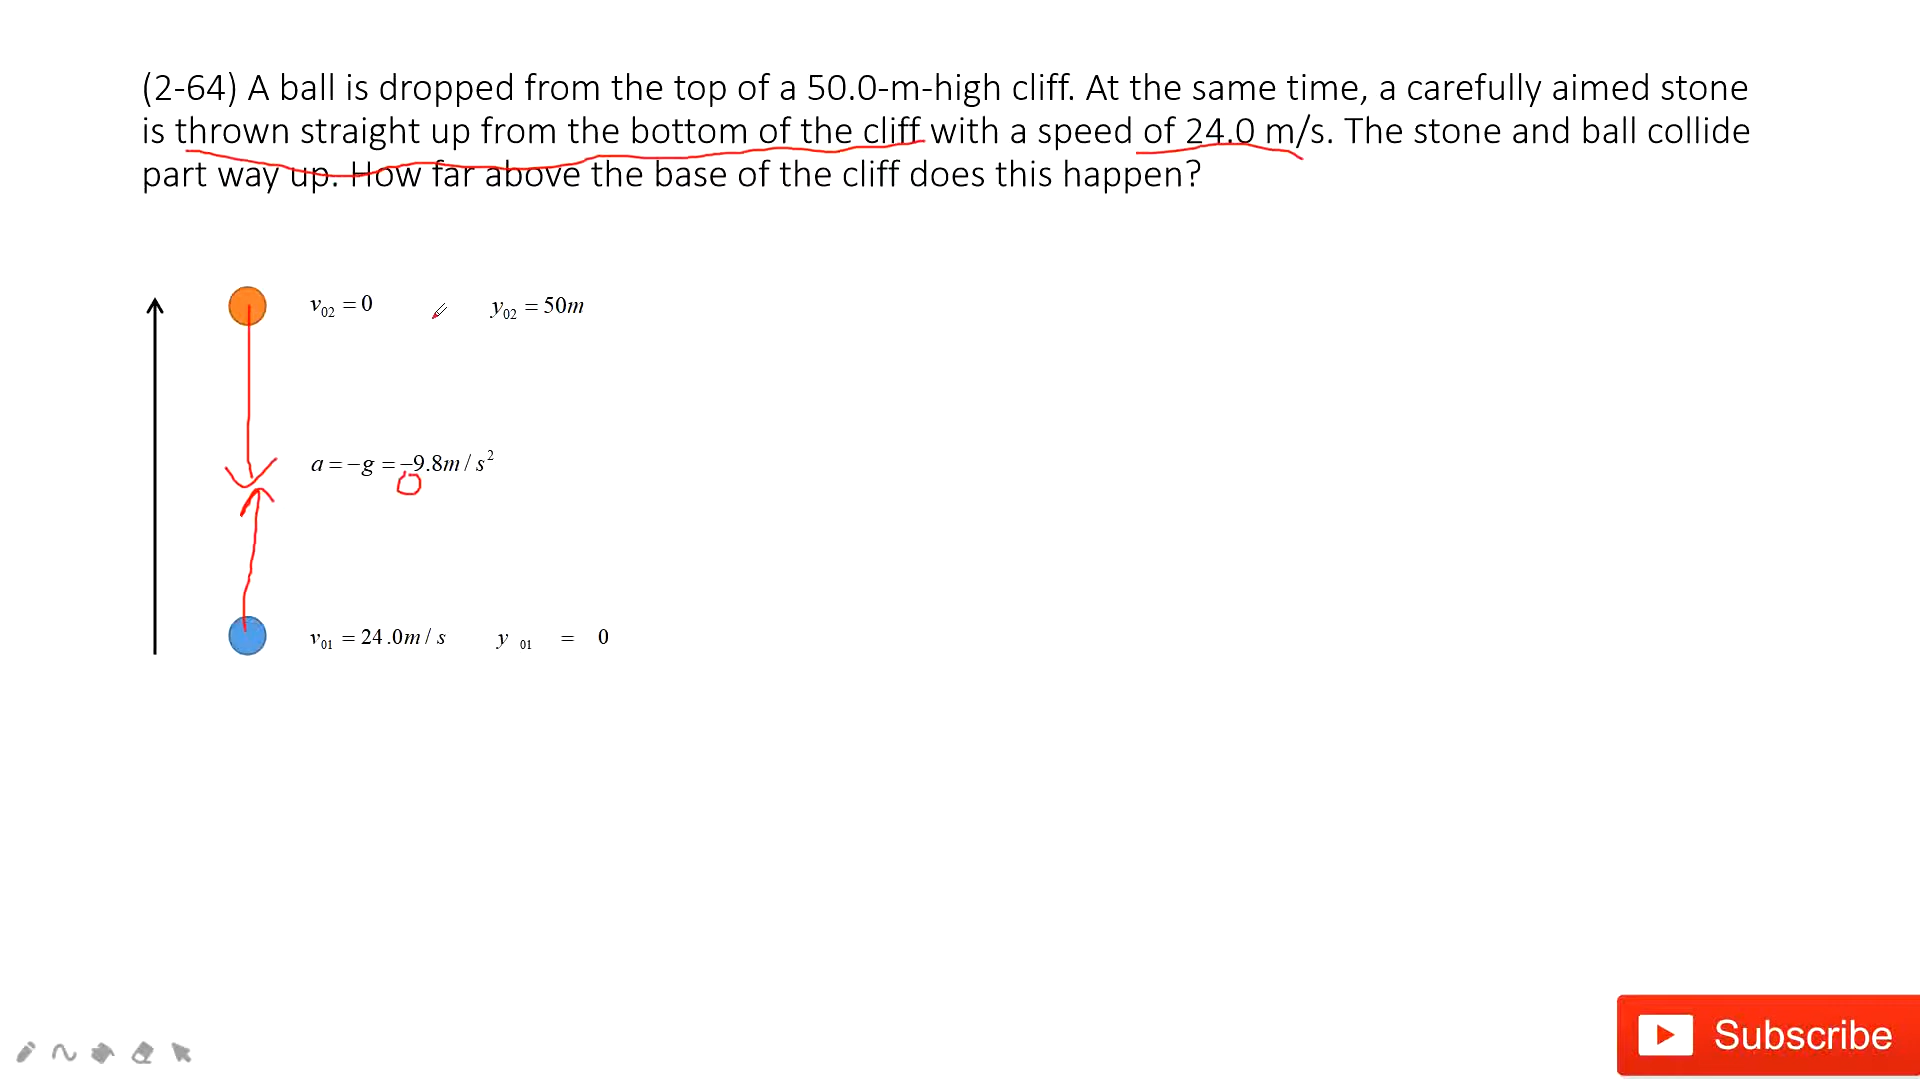 (2-64) A ball is dropped from the top of a 50.0-m-high cliff. At the same time, a carefully aimed stone
is thrown straight up from the bottom of the cliff with a speed of 24.0 m/s. The stone and ball collide
part way up. How far above the base of the cliff does this happen?
v₀₂ = 0 y₀₂ = 50m
a = −g = −9.8m / s²
v₀₁ = 24.0m / s y ₀₁ = 0
Subscribe